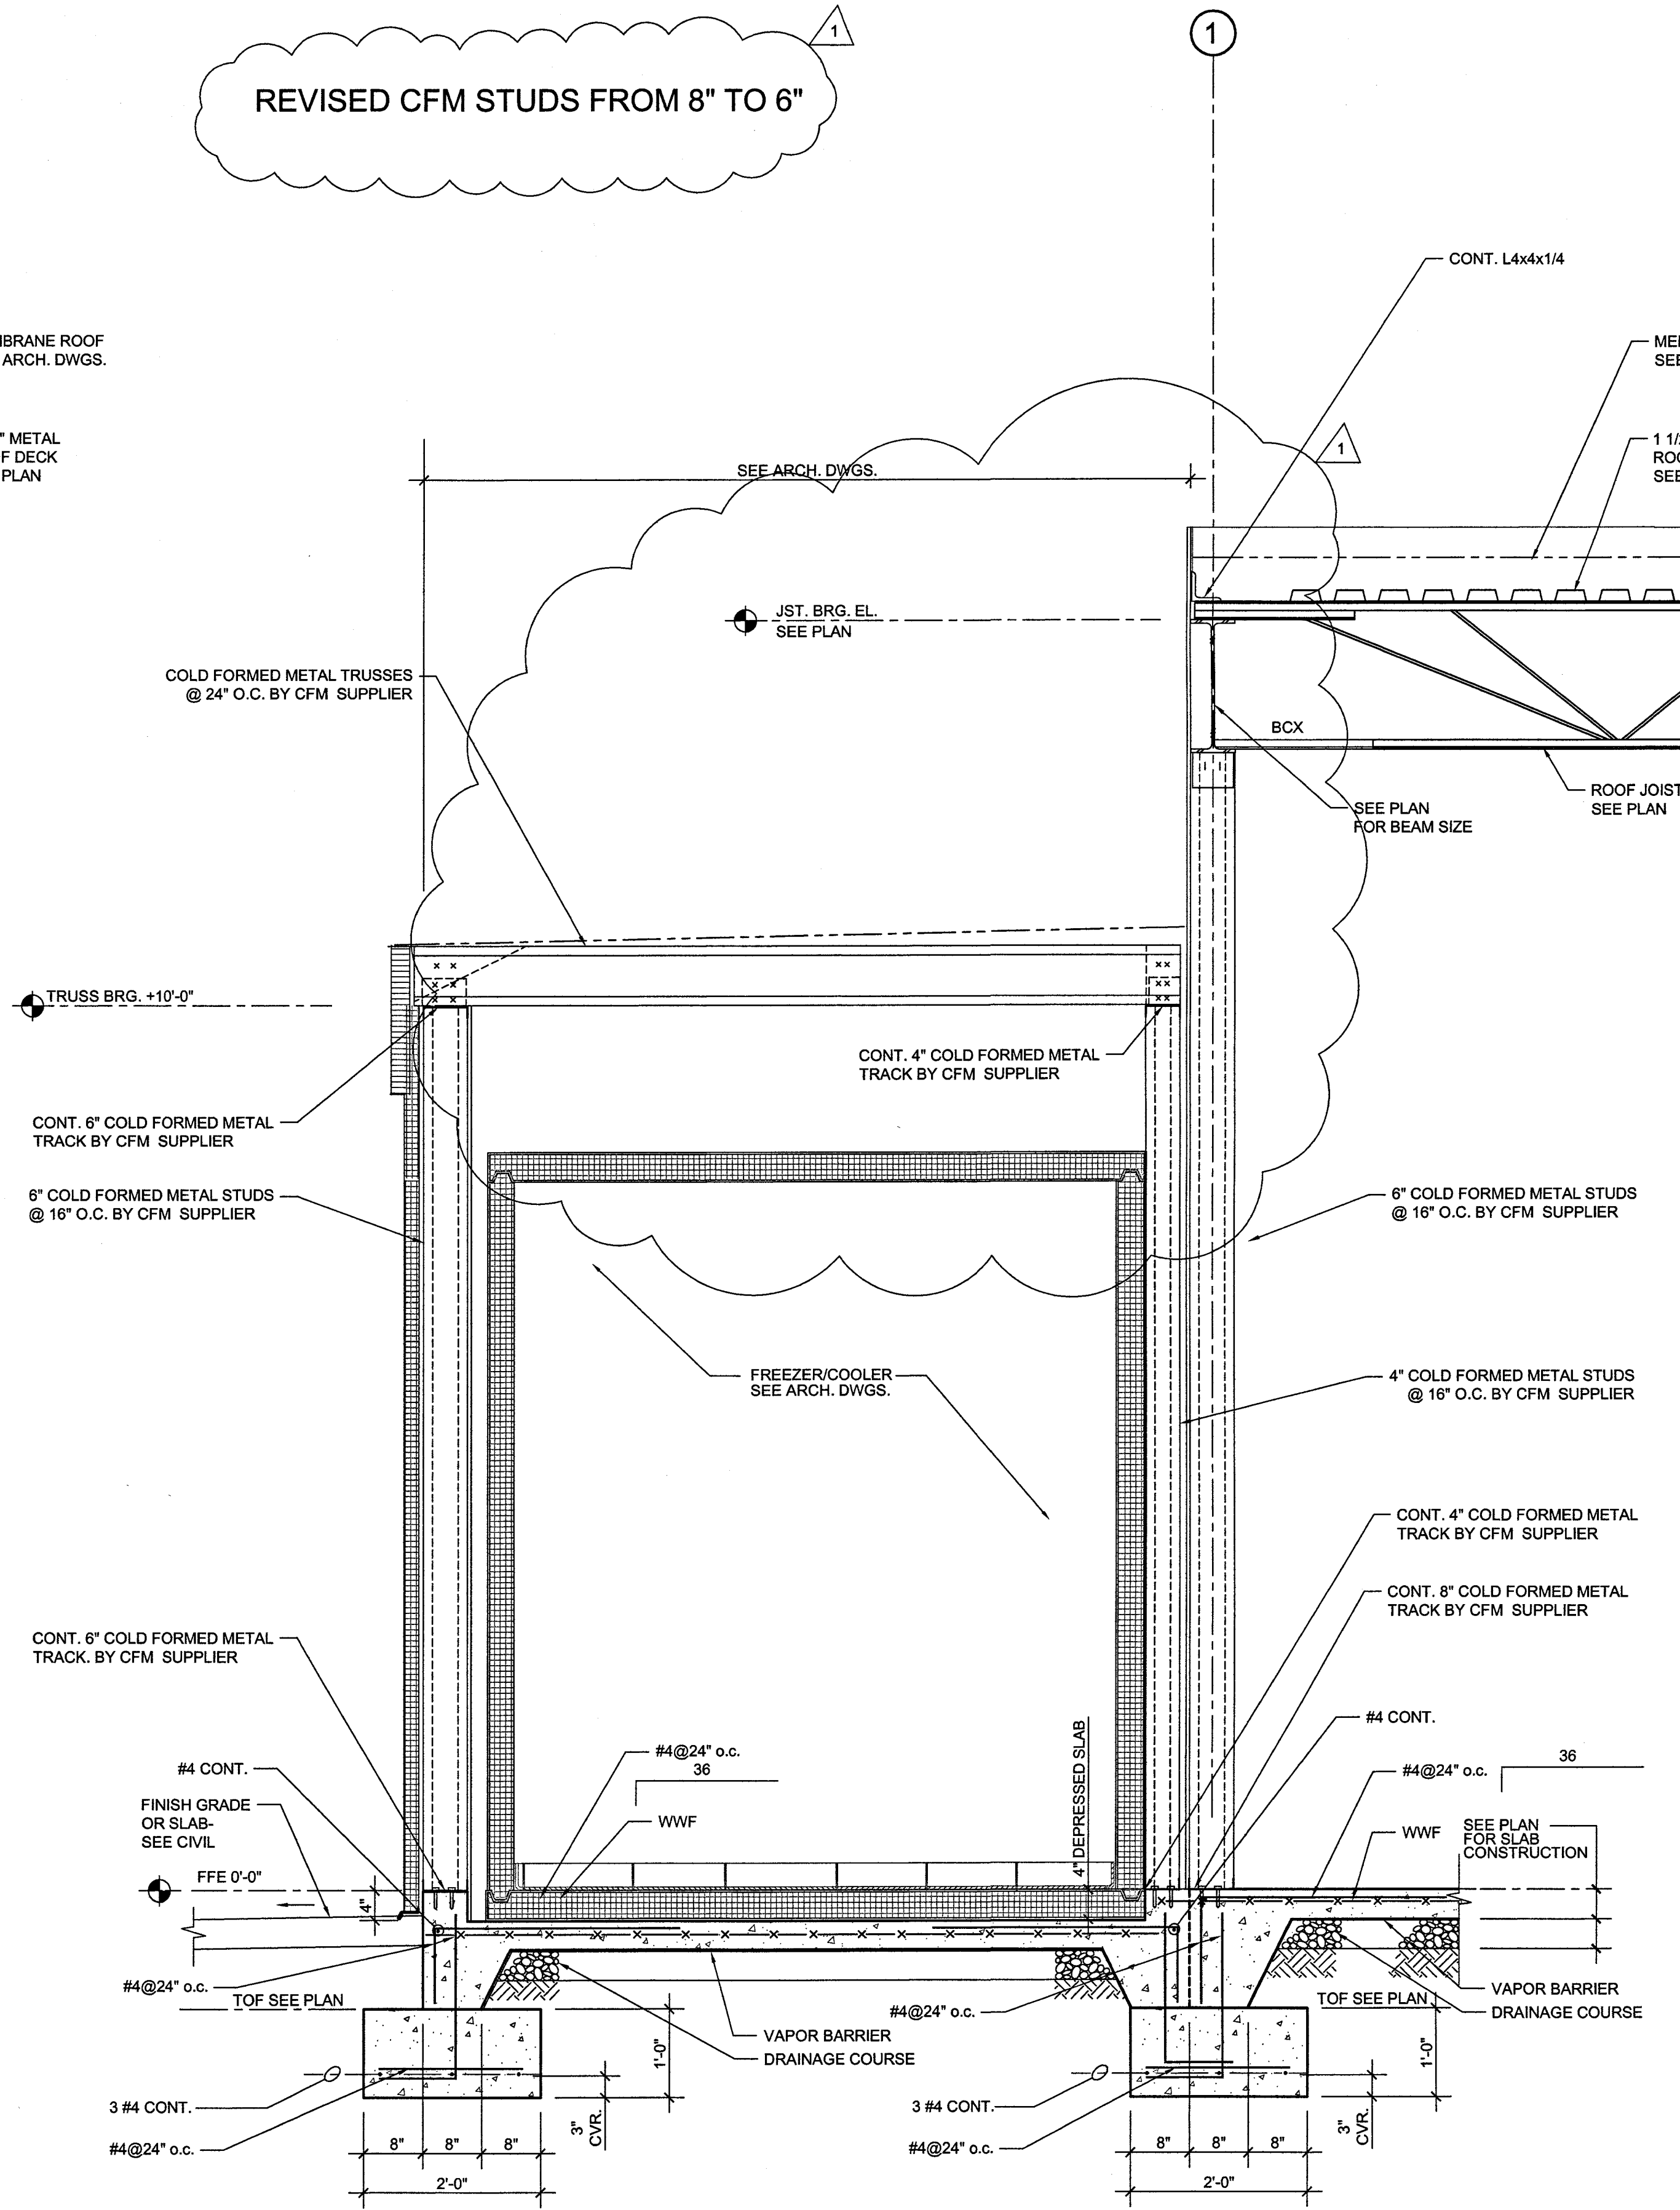 1
REVISED CFM STUDS FROM 8" TO 6"
1
CONT. L4x4x1/4
BRANE ROOF
ARCH. DWGS.
" METAL
F DECK
PLAN
SEE
1 1/
SEE
1
SEE ARCH. DWGS.
JST. BRG. EL.
SEE PLAN
COLD FORMED METAL TRUSSES
@ 24" O.C. BY CFM SUPPLIER
BCX
SEE PLAN
FOR BEAM SIZE
ROOF JOIST
SEE PLAN
TRUSS BRG. +10'-0"
CONT. 4" COLD FORMED METAL
TRACK BY CFM SUPPLIER
CONT. 6" COLD FORMED METAL
TRACK BY CFM SUPPLIER
6" COLD FORMED METAL STUDS
@ 16" O.C. BY CFM SUPPLIER
6" COLD FORMED METAL STUDS
@ 16" O.C. BY CFM SUPPLIER
FREEZER/COOLER
SEE ARCH. DWGS.
4" COLD FORMED METAL STUDS
@ 16" O.C. BY CFM SUPPLIER
CONT. 4" COLD FORMED METAL
TRACK BY CFM SUPPLIER
CONT. 8" COLD FORMED METAL
TRACK BY CFM SUPPLIER
CONT. 6" COLD FORMED METAL
TRACK. BY CFM SUPPLIER
#4 CONT.
#4 CONT.
#4@24" o.c.
36
#4@24" o.c.
36
FINISH GRADE
OR SLAB-
SEE CIVIL
WWF
4" DEPRESSED SLAB
WWF
SEE PLAN
FOR SLAB
CONSTRUCTION
FFE 0'-0"
4"
#4@24" o.c.
TOF SEE PLAN
VAPOR BARRIER
DRAINAGE COURSE
#4@24" o.c.
TOF SEE PLAN
VAPOR BARRIER
DRAINAGE COURSE
1'-0"
1'-0"
3 #4 CONT.
#4@24" o.c.
3"
CVR.
3 #4 CONT.
#4@24" o.c.
3"
CVR.
8"
8"
8"
2'-0"
8"
8"
8"
2'-0"